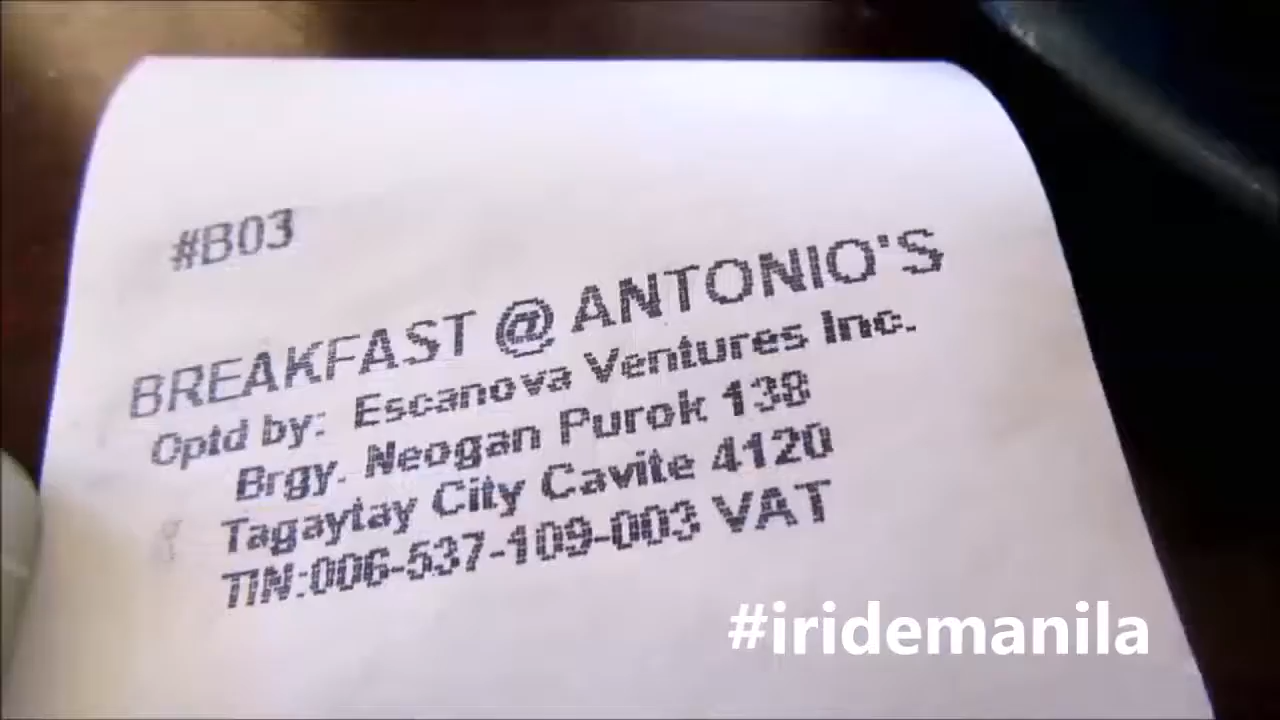 #B03
BREAKFAST @ ANTONIO'S
Optd by: Escanova Ventures Inc.
Brgy. Neogan Purok 138
Tagaytay City Cavite 4120
TIN:006-537-109-003 VAT
#iridemanila